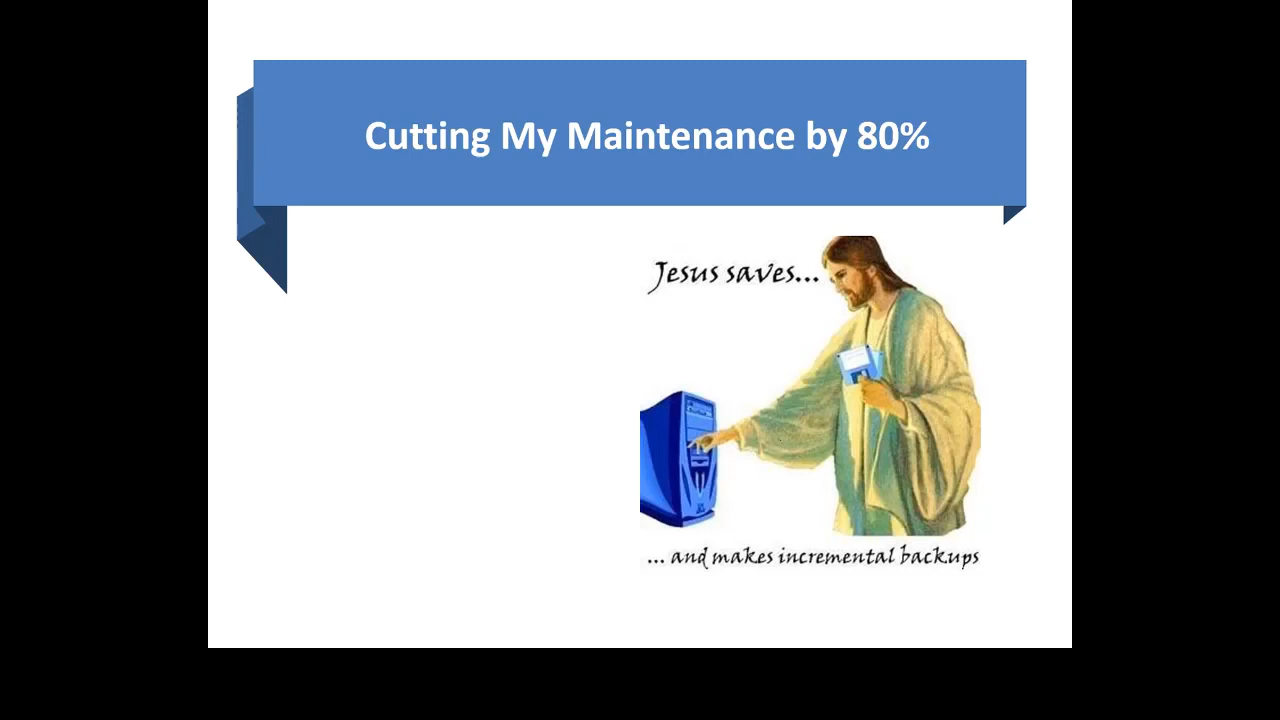 Cutting My Maintenance by 80%
Jesus saves...
... and makes incremental backups